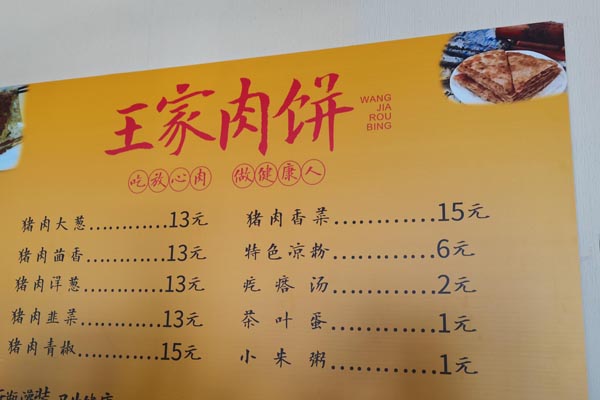 王家肉饼
WANG
JIA
ROU
BING
吃放心肉 做健康人
猪肉大葱............13元
猪肉茴香............13元
猪肉洋葱............13元
猪肉韭菜............13元
猪肉青椒............15元
猪肉香菜............15元
特色凉粉............6元
疙瘩汤............2元
茶叶蛋............1元
小米粥............1元